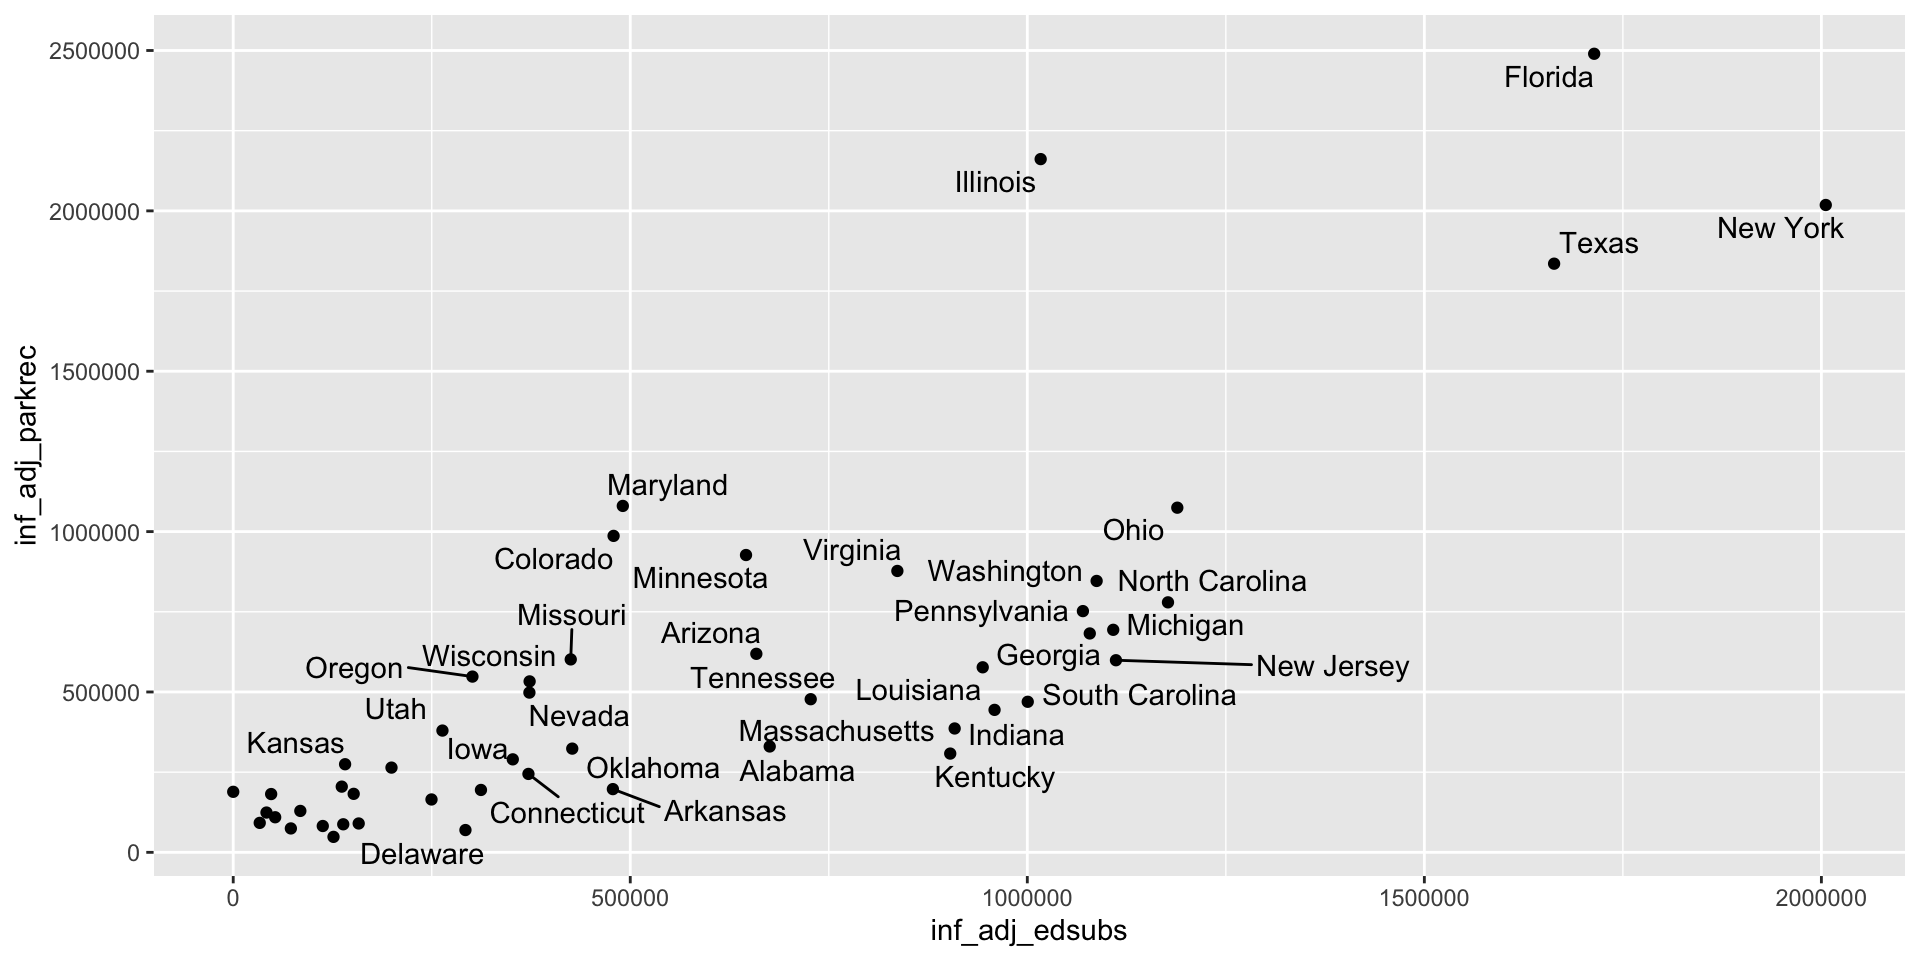 2500000
Florida
Illinois
2000000
New York
Texas
1500000
inf_adj_parkrec
Maryland
1000000
Ohio
Colorado
Virginia
Minnesota
Washington
North Carolina
Missouri
Pennsylvania
Arizona
Michigan
Oregon
Wisconsin
Georgia
New Jersey
Tennessee
500000
Louisiana
South Carolina
Utah
Nevada
Massachusetts
Indiana
Kansas
Iowa
Oklahoma
Alabama
Kentucky
Connecticut
Arkansas
0
Delaware
0
500000
1000000
1500000
2000000
inf_adj_edsubs